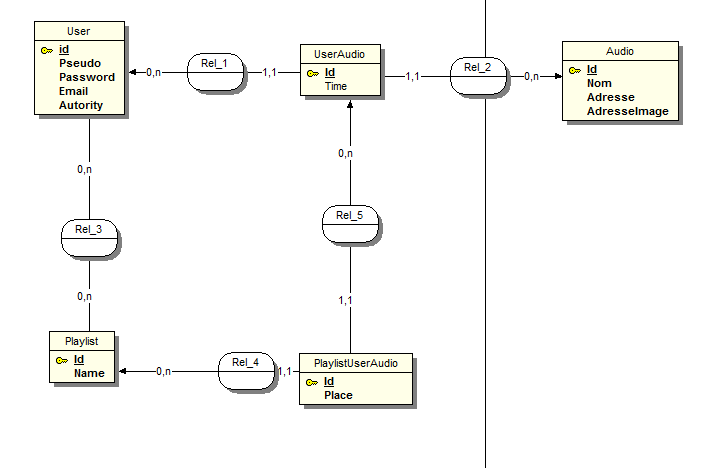 User
id
Pseudo
Password
Email
Autority
0,n
Rel_1
1,1
UserAudio
Id
Time
1,1
Rel_2
0,n
Audio
Id
Nom
Adresse
AdresseImage
0,n
Rel_3
0,n
0,n
Rel_5
1,1
Playlist
Id
Name
0,n
Rel_4
1,1
PlaylistUserAudio
Id
Place